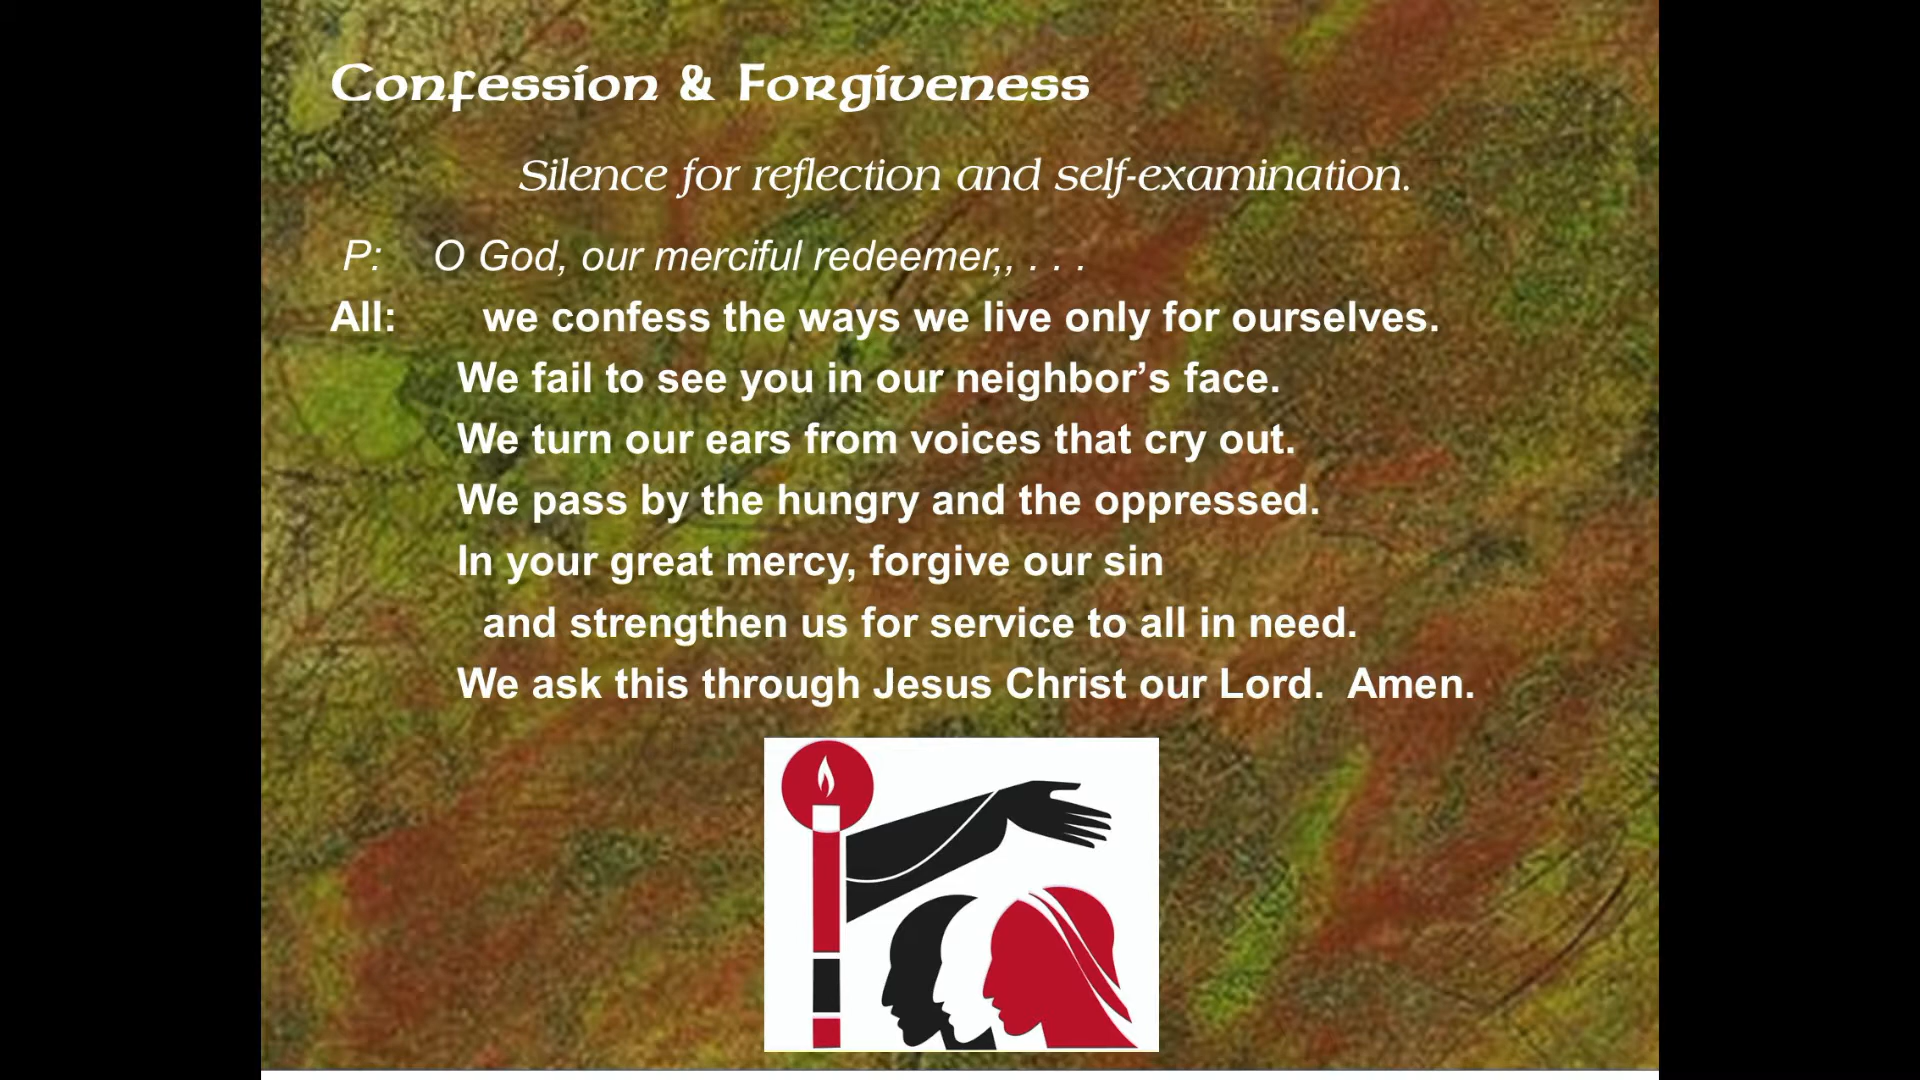 Confession & Forgiveness
Silence for reflection and self-examination.
P: O God, our merciful redeemer,, . . .
All: we confess the ways we live only for ourselves.
We fail to see you in our neighbor’s face.
We turn our ears from voices that cry out.
We pass by the hungry and the oppressed.
In your great mercy, forgive our sin
and strengthen us for service to all in need.
We ask this through Jesus Christ our Lord. Amen.